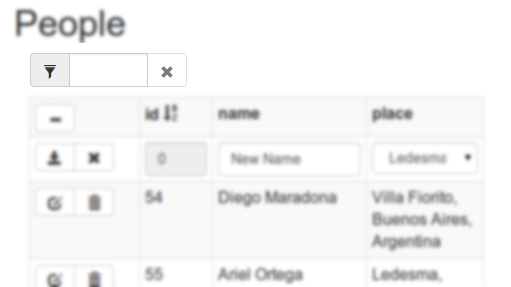 People
id name place
0 New Name Ledesma
54 Diego Maradona Villa Fiorito,
Buenos Aires,
Argentina
55 Ariel Ortega Ledesma,